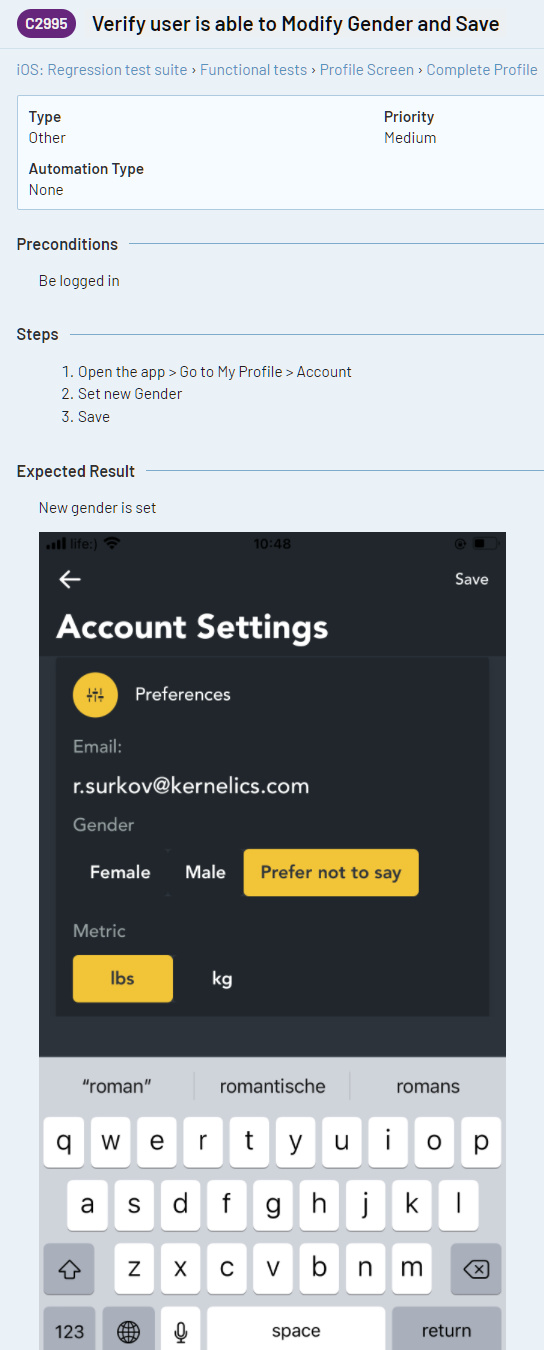 C2995 Verify user is able to Modify Gender and Save
iOS: Regression test suite › Functional tests › Profile Screen › Complete Profile
Type Priority
Other Medium
Automation Type
None
Preconditions
Be logged in
Steps
1. Open the app > Go to My Profile > Account
2. Set new Gender
3. Save
Expected Result
New gender is set
life:) 10:48
Save
Account Settings
Preferences
Email:
r.surkov@kernelics.com
Gender
Female Male Prefer not to say
Metric
lbs kg
“roman” romantische romans
q w e r t y u i o p
a s d f g h j k l
z x c v b n m
123 space return